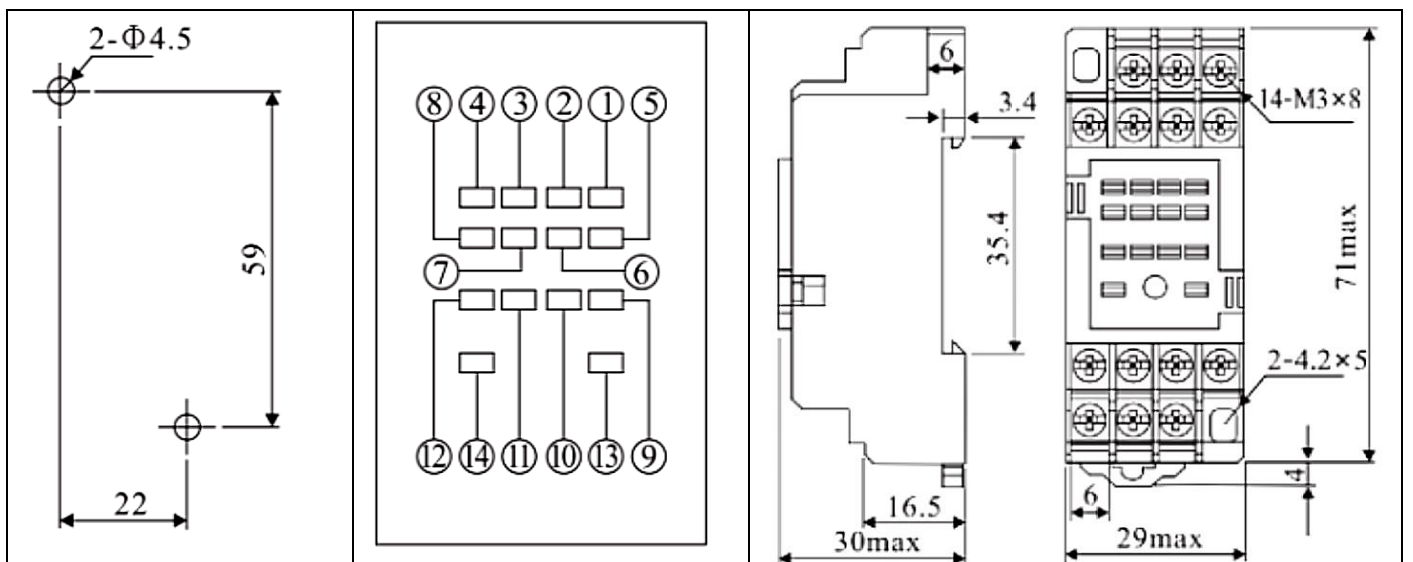 2-Φ4.5
59
22
⑧ ④ ③ ② ① ⑤
⑦ ⑥
⑫ ⑭ ⑪ ⑩ ⑬ ⑨
6
3.4
35.4
16.5
30max
14-M3×8
71max
2-4.2×5
4
6
29max